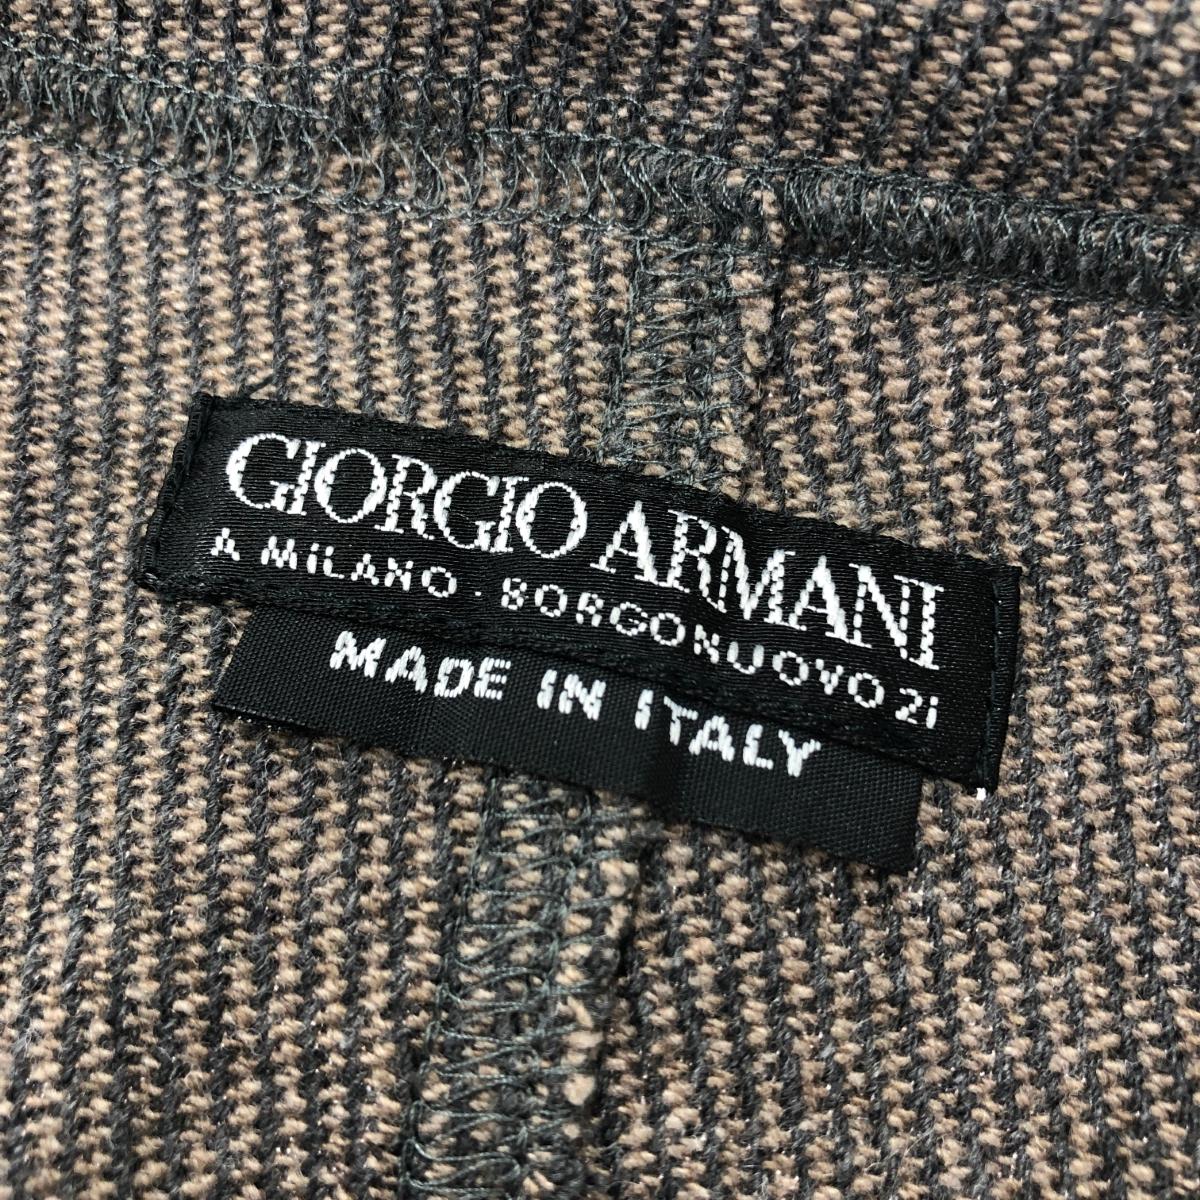 GIORGIO ARMANI
A MiLANO · BORGONUOVO 21
MADE IN ITALY